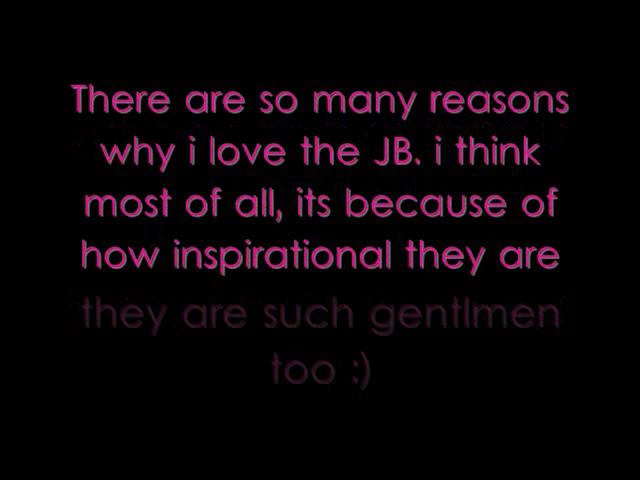 There are so many reasons
why i love the JB. i think
most of all, its because of
how inspirational they are
they are such gentlmen
too :)